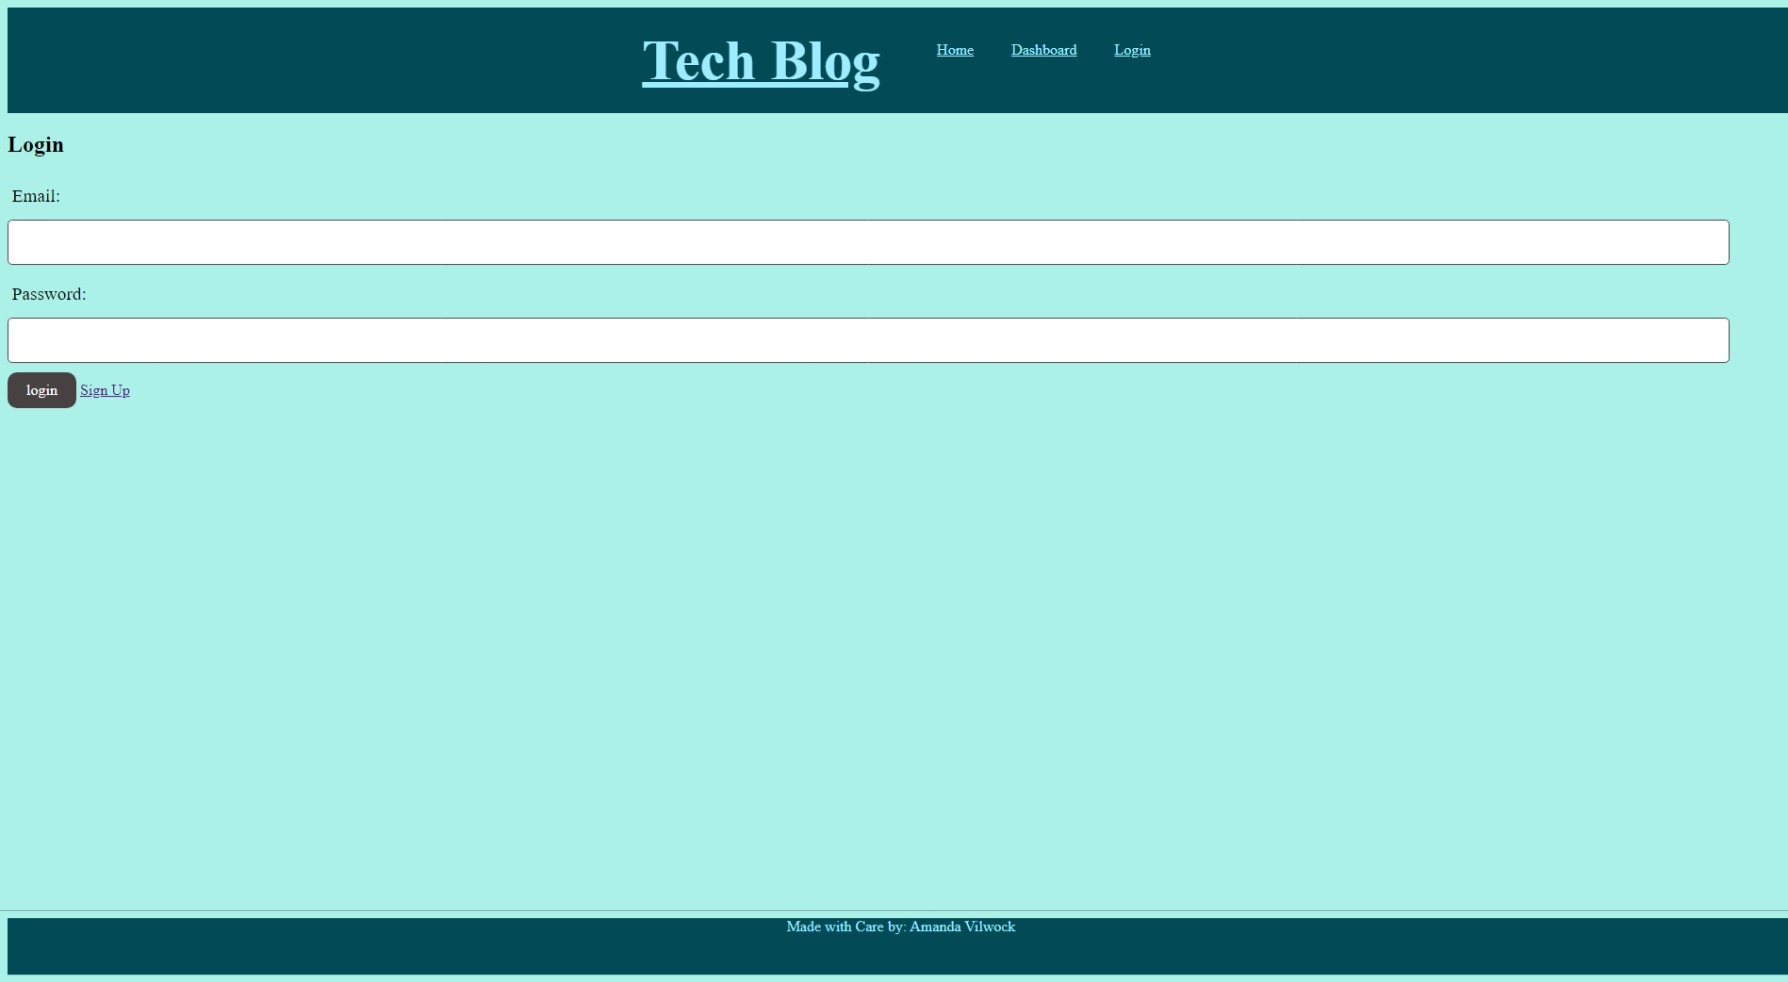 Tech Blog Home Dashboard Login
Login
Email:
Password:
login Sign Up
Made with Care by: Amanda Vilwock